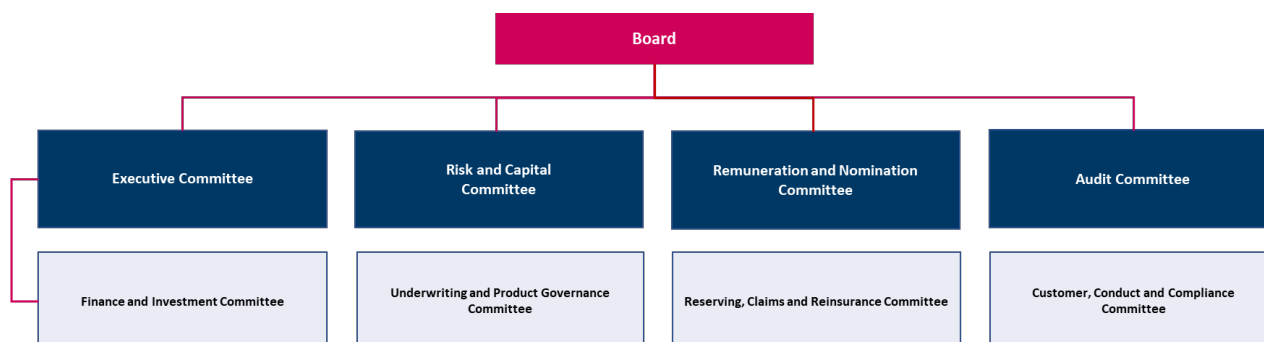 Board
Executive Committee
Risk and Capital
Committee
Remuneration and Nomination
Committee
Audit Committee
Finance and Investment Committee
Underwriting and Product Governance
Committee
Reserving, Claims and Reinsurance Committee
Customer, Conduct and Compliance
Committee